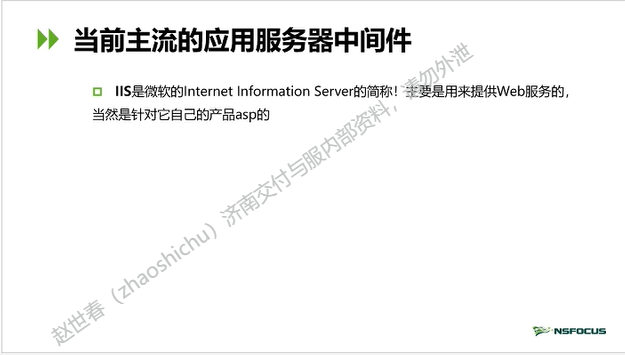 当前主流的应用服务器中间件
IIS是微软的Internet Information Server的简称！主要是用来提供Web服务的，
当然是针对它自己的产品asp的
赵世春（zhaoshichu）济南交付与服内部资料，请勿外泄
NSFOCUS